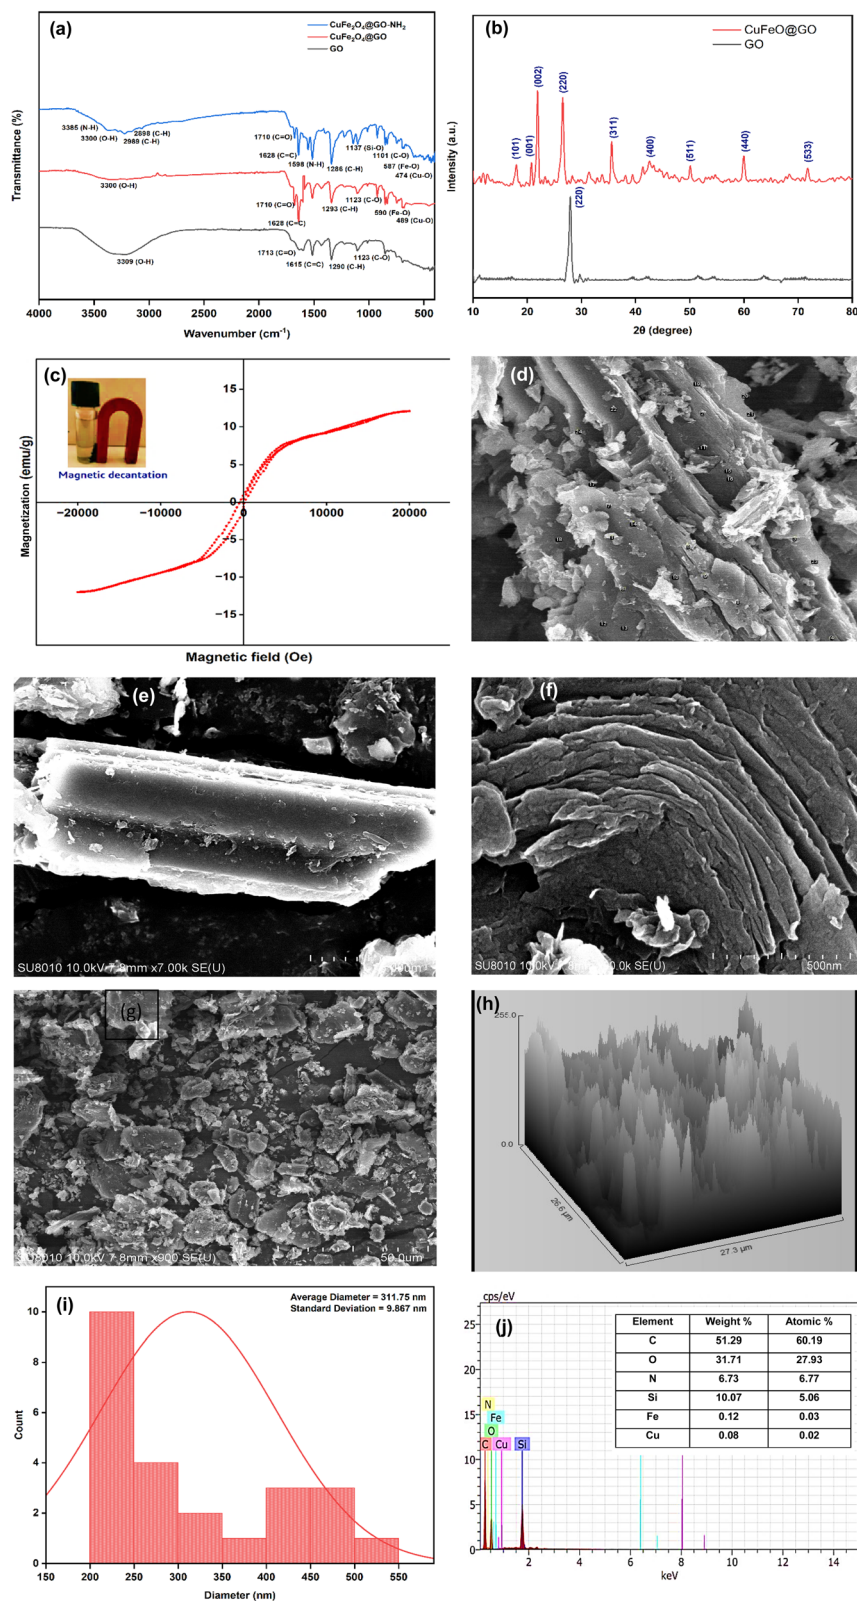 (a)
CuFe₂O₄@GO-NH₂
CuFe₂O₄@GO
GO
Transmittance (%)
3385 (N-H)
3300 (O-H)
2898 (C-H)
2989 (C-H)
1710 (C=O)
1628 (C=C)
1598 (N-H)
1137 (Si-O)
1286 (C-H)
1101 (C-O)
587 (Fe-O)
474 (Cu-O)
3300 (O-H)
1710 (C=O)
1628 (C=C)
1293 (C-H)
1123 (C-O)
590 (Fe-O)
489 (Cu-O)
3309 (O-H)
1713 (C=O)
1615 (C=C)
1290 (C-H)
1123 (C-O)
4000 3500 3000 2500 2000 1500 1000 500
Wavenumber (cm⁻¹)
(b)
CuFeO@GO
GO
Intensity (a.u.)
(101)
(001)
(002)
(220)
(311)
(400)
(511)
(440)
(533)
(220)
10 20 30 40 50 60 70 80
2θ (degree)
(c)
Magnetic decantation
Magnetization (emu/g)
15
10
5
0
−5
−10
−15
−20000 −10000 0 10000 20000
Magnetic field (Oe)
(d)
(e)
SU8010 10.0kV 7.8mm x7.00k SE(U)
(f)
SU8010 10.0kV
SE(U)
500nm
(g)
SU8010 10.0kV 7.8mm x900 SE(U)
50.0um
(h)
255.0
0.0
26.6 µm
27.3 µm
(i)
Average Diameter = 311.75 nm
Standard Deviation = 9.867 nm
Count
10
8
6
4
2
0
150 200 250 300 350 400 450 500 550
Diameter (nm)
(j)
cps/eV
25
20
15
10
5
0
N
Fe
O
C Cu Si
Element Weight % Atomic %
C 51.29 60.19
O 31.71 27.93
N 6.73 6.77
Si 10.07 5.06
Fe 0.12 0.03
Cu 0.08 0.02
2 4 6 8 10 12 14
keV